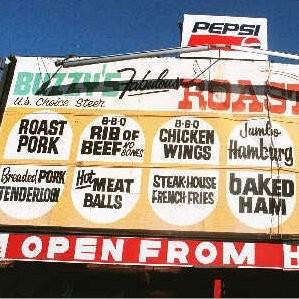 PEPSI
BUZZY'S Fabulous ROAST
U.S. Choice Steer
ROAST
PORK
B-B-Q
RIB OF
BEEF NO BONES
B-B-Q
CHICKEN
WINGS
Jumbo
Hamburg
Breaded PORK
TENDERLOIN
Hot
MEAT
BALLS
STEAK-HOUSE
FRENCH-FRIES
bAKED
HAM
OPEN FROM